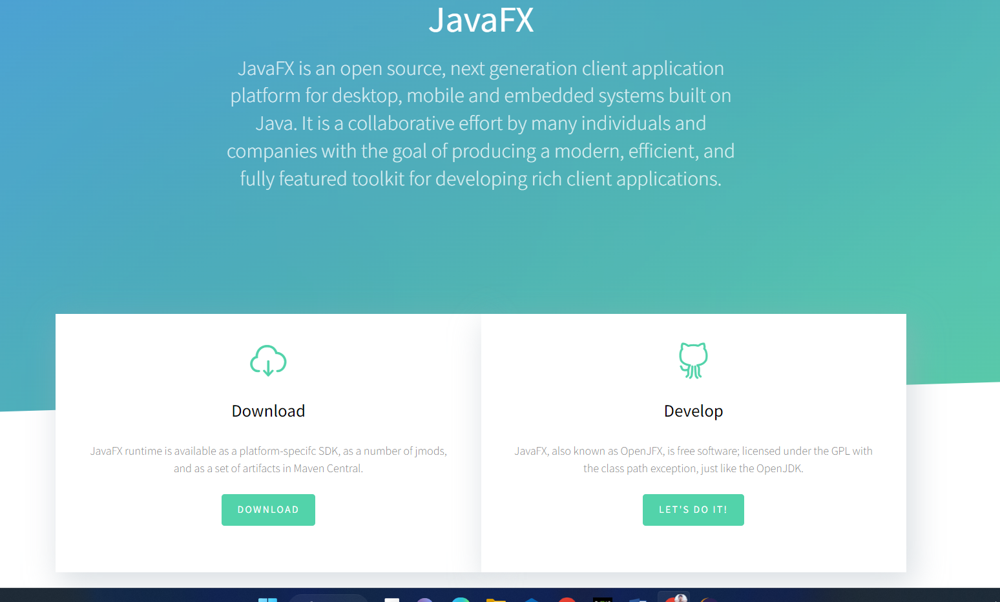 JavaFX
JavaFX is an open source, next generation client application
platform for desktop, mobile and embedded systems built on
Java. It is a collaborative effort by many individuals and
companies with the goal of producing a modern, efficient, and
fully featured toolkit for developing rich client applications.
Download
JavaFX runtime is available as a platform-specifc SDK, as a number of jmods,
and as a set of artifacts in Maven Central.
DOWNLOAD
Develop
JavaFX, also known as OpenJFX, is free software; licensed under the GPL with
the class path exception, just like the OpenJDK.
LET'S DO IT!